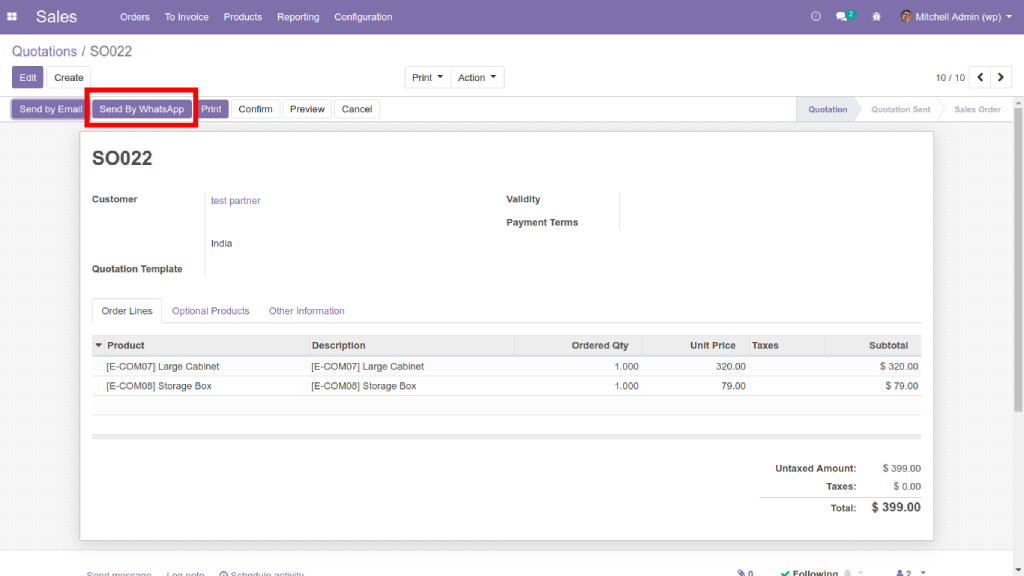 Sales Orders To Invoice Products Reporting Configuration 2 Mitchell Admin (wp)
Quotations / SO022
Edit Create Print Action 10 / 10
Send by Email Send By WhatsApp Print Confirm Preview Cancel Quotation Quotation Sent Sales Order
SO022
Customer test partner Validity
Payment Terms
India
Quotation Template
Order Lines Optional Products Other Information
Product Description Ordered Qty Unit Price Taxes Subtotal
[E-COM07] Large Cabinet [E-COM07] Large Cabinet 1.000 320.00 $ 320.00
[E-COM08] Storage Box [E-COM08] Storage Box 1.000 79.00 $ 79.00
Untaxed Amount: $ 399.00
Taxes: $ 0.00
Total: $ 399.00
Send message Log note Schedule activity 0 Following 2